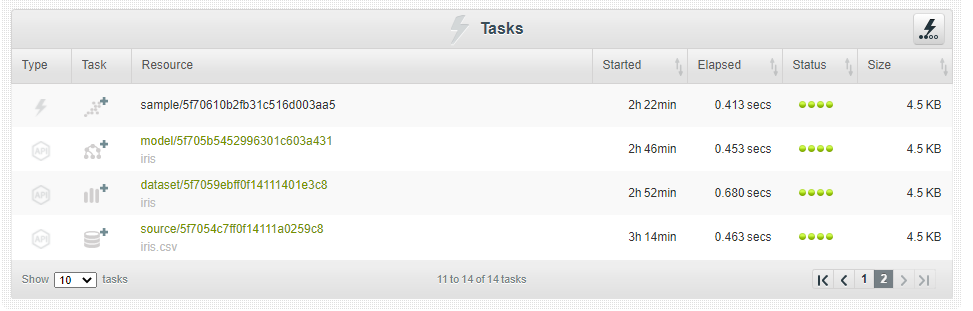 Tasks
Type Task Resource Started Elapsed Status Size
sample/5f70610b2fb31c516d003aa5 2h 22min 0.413 secs 4.5 KB
API model/5f705b5452996301c603a431 2h 46min 0.453 secs 4.5 KB
iris
API dataset/5f7059ebff0f14111401e3c8 2h 52min 0.680 secs 4.5 KB
iris
API source/5f7054c7ff0f14111a0259c8 3h 14min 0.463 secs 4.5 KB
iris.csv
Show 10 tasks 11 to 14 of 14 tasks 1 2